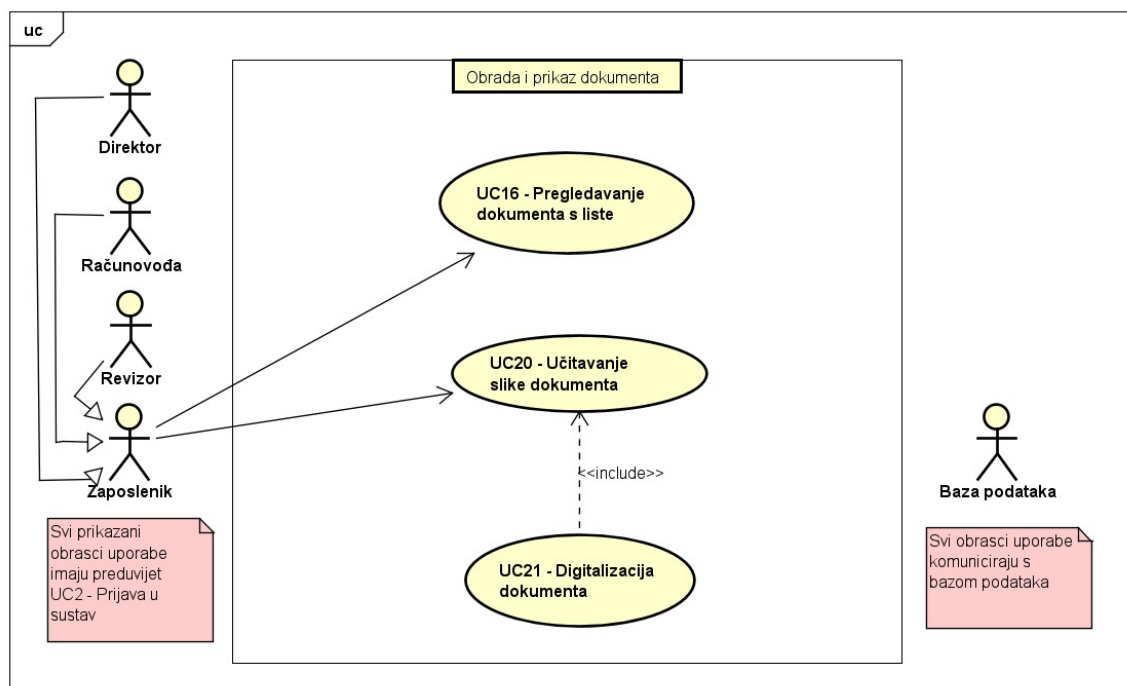 uc
Obrada i prikaz dokumenta
Direktor
UC16 - Pregledavanje
dokumenta s liste
Računovođa
Revizor
UC20 - Učitavanje
slike dokumenta
Zaposlenik
<<include>>
Baza podataka
Svi prikazani
obrasci uporabe
imaju preduvijet
UC2 - Prijava u
sustav
UC21 - Digitalizacija
dokumenta
Svi obrasci uporabe
komuniciraju s
bazom podataka